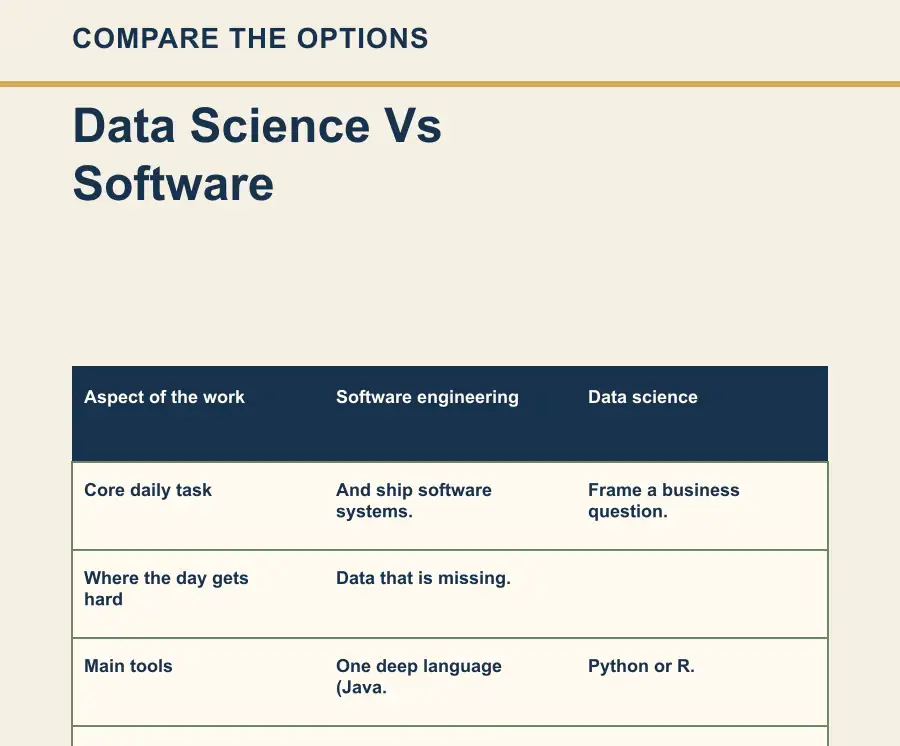 COMPARE THE OPTIONS
Data Science Vs
Software
Aspect of the work
Software engineering
Data science
Core daily task
And ship software
systems.
Frame a business
question.
Where the day gets
hard
Data that is missing.
Main tools
One deep language
(Java.
Python or R.